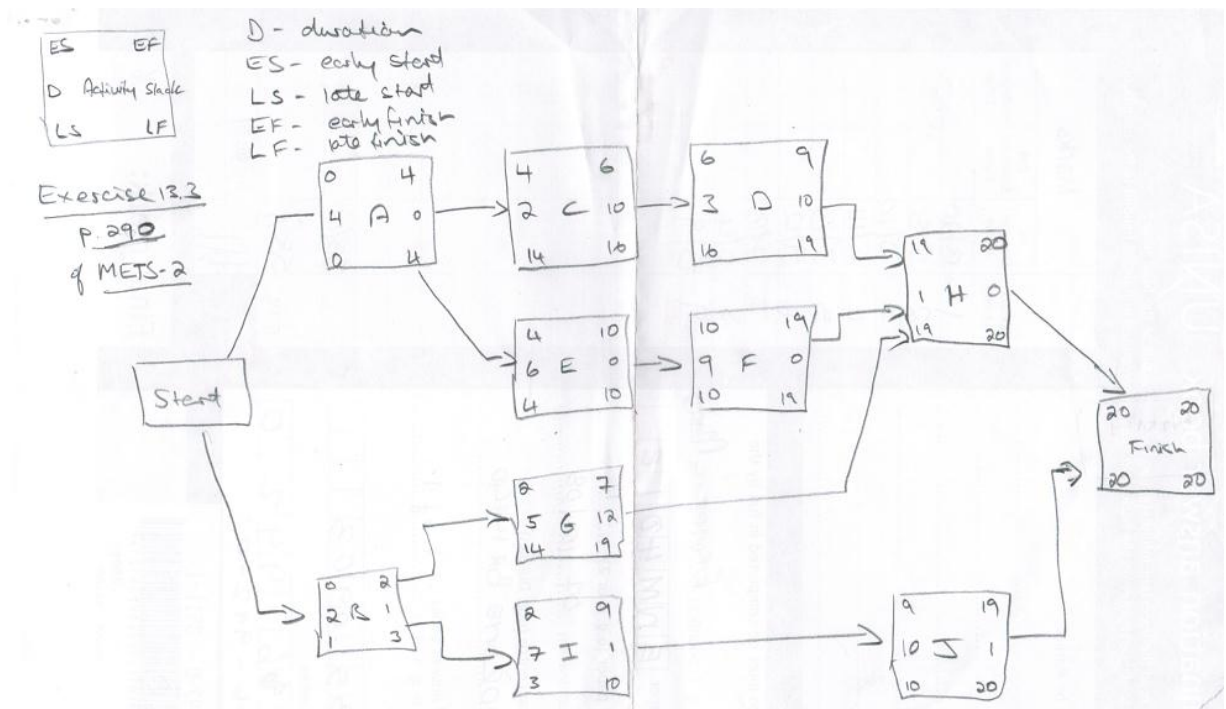 ES EF
D Activity Slack
LS LF
D - duration
ES - early start
LS - late start
EF - early finish
LF - late finish
Exercise 13.3
p. 290
of METS-2
0 4
4 A 0
0 4
4 6
2 C 10
14 16
6 9
3 D 10
16 19
19 20
1 H 0
19 20
4 10
6 E 0
4 10
10 19
9 F 0
10 19
Start
20 20
Finish
20 20
2 7
5 G 12
14 19
0 2
2 B 1
1 3
2 9
7 I 1
3 10
9 19
10 J 1
10 20